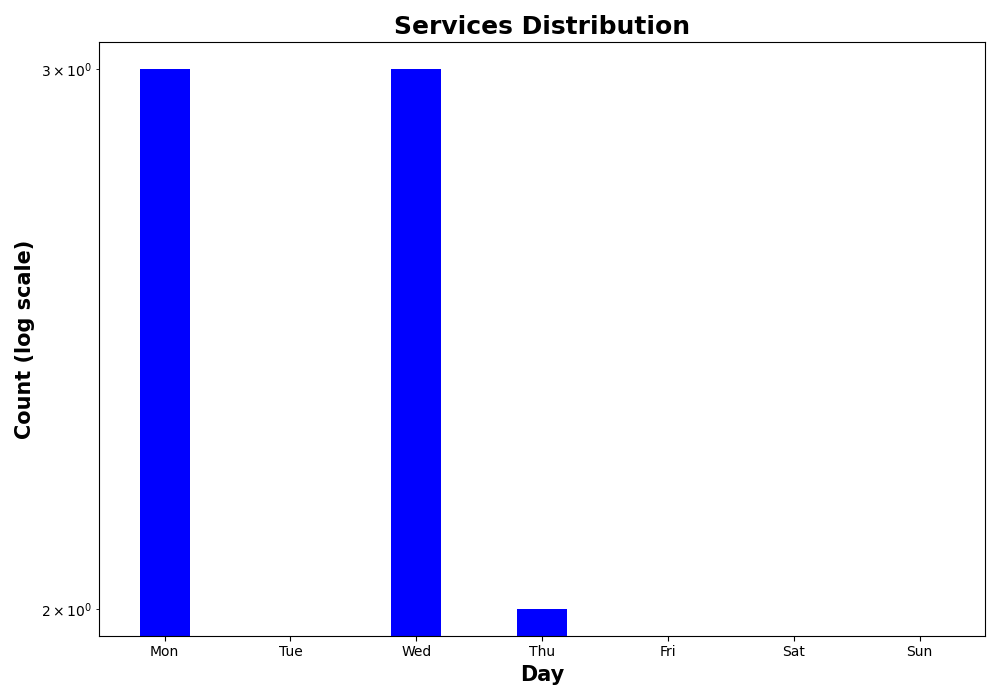 Services Distribution
Count (log scale)
3 × 10⁰
2 × 10⁰
Mon Tue Wed Thu Fri Sat Sun
Day